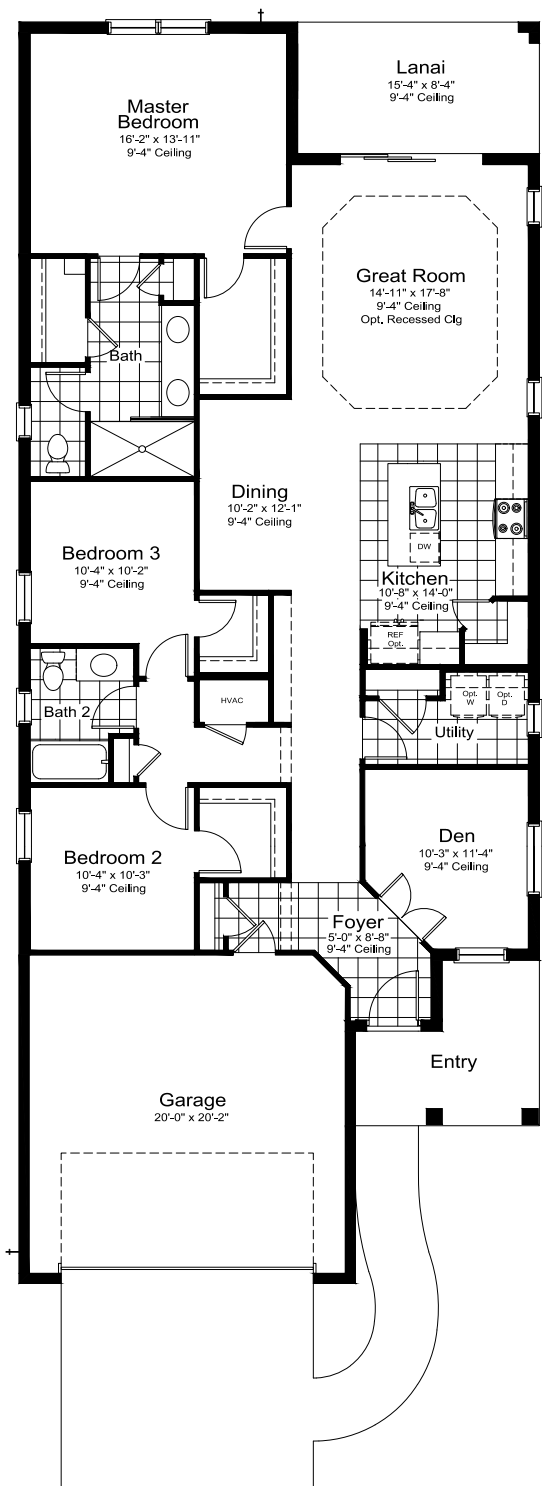 Lanai
15'-4" x 8'-4"
9'-4" Ceiling
Master
Bedroom
16'-2" x 13'-11"
9'-4" Ceiling
Great Room
14'-11" x 17'-8"
9'-4" Ceiling
Opt. Recessed Clg
Bath
Dining
10'-2" x 12'-1"
9'-4" Ceiling
DW
Bedroom 3
10'-4" x 10'-2"
9'-4" Ceiling
Kitchen
10'-8" x 14'-0"
9'-4" Ceiling
REF
Opt.
HVAC
Opt.
W
Opt.
D
Bath 2
Utility
Den
10'-3" x 11'-4"
9'-4" Ceiling
Bedroom 2
10'-4" x 10'-3"
9'-4" Ceiling
Foyer
5'-0" x 8'-8"
9'-4" Ceiling
Entry
Garage
20'-0" x 20'-2"